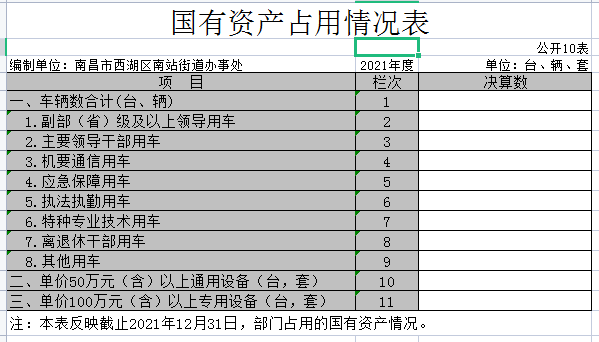 国有资产占用情况表
公开10表
编制单位：南昌市西湖区南站街道办事处 2021年度 单位：台、辆、套
项 目 栏次 决算数
一、车辆数合计(台、辆) 1
1.副部（省）级及以上领导用车 2
2.主要领导干部用车 3
3.机要通信用车 4
4.应急保障用车 5
5.执法执勤用车 6
6.特种专业技术用车 7
7.离退休干部用车 8
8.其他用车 9
二、单价50万元（含）以上通用设备（台，套） 10
三、单价100万元（含）以上专用设备（台，套） 11
注：本表反映截止2021年12月31日，部门占用的国有资产情况。